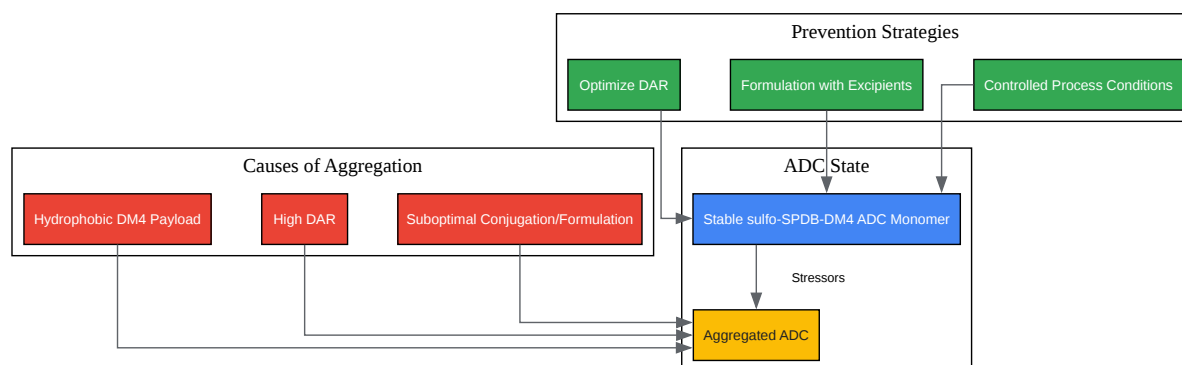 Prevention Strategies
Optimize DAR
Formulation with Excipients
Controlled Process Conditions
Causes of Aggregation
ADC State
Hydrophobic DM4 Payload
High DAR
Suboptimal Conjugation/Formulation
Stable sulfo-SPDB-DM4 ADC Monomer
Stressors
Aggregated ADC